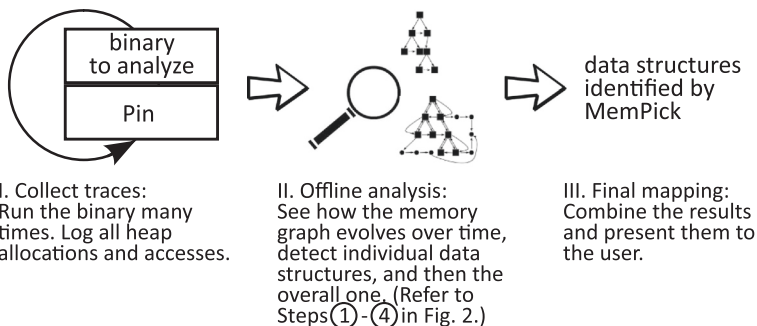 binary
to analyze
Pin
data structures
identified by
MemPick
I. Collect traces:
Run the binary many
times. Log all heap
allocations and accesses.
II. Offline analysis:
See how the memory
graph evolves over time,
detect individual data
structures, and then the
overall one. (Refer to
Steps ① - ④ in Fig. 2.)
III. Final mapping:
Combine the results
and present them to
the user.